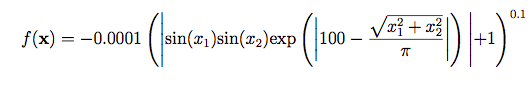 f(𝐱) = −0.0001 ( | sin(x₁)sin(x₂)exp ( | 100 − √(x₁² + x₂²) / π | ) | +1 )^0.1